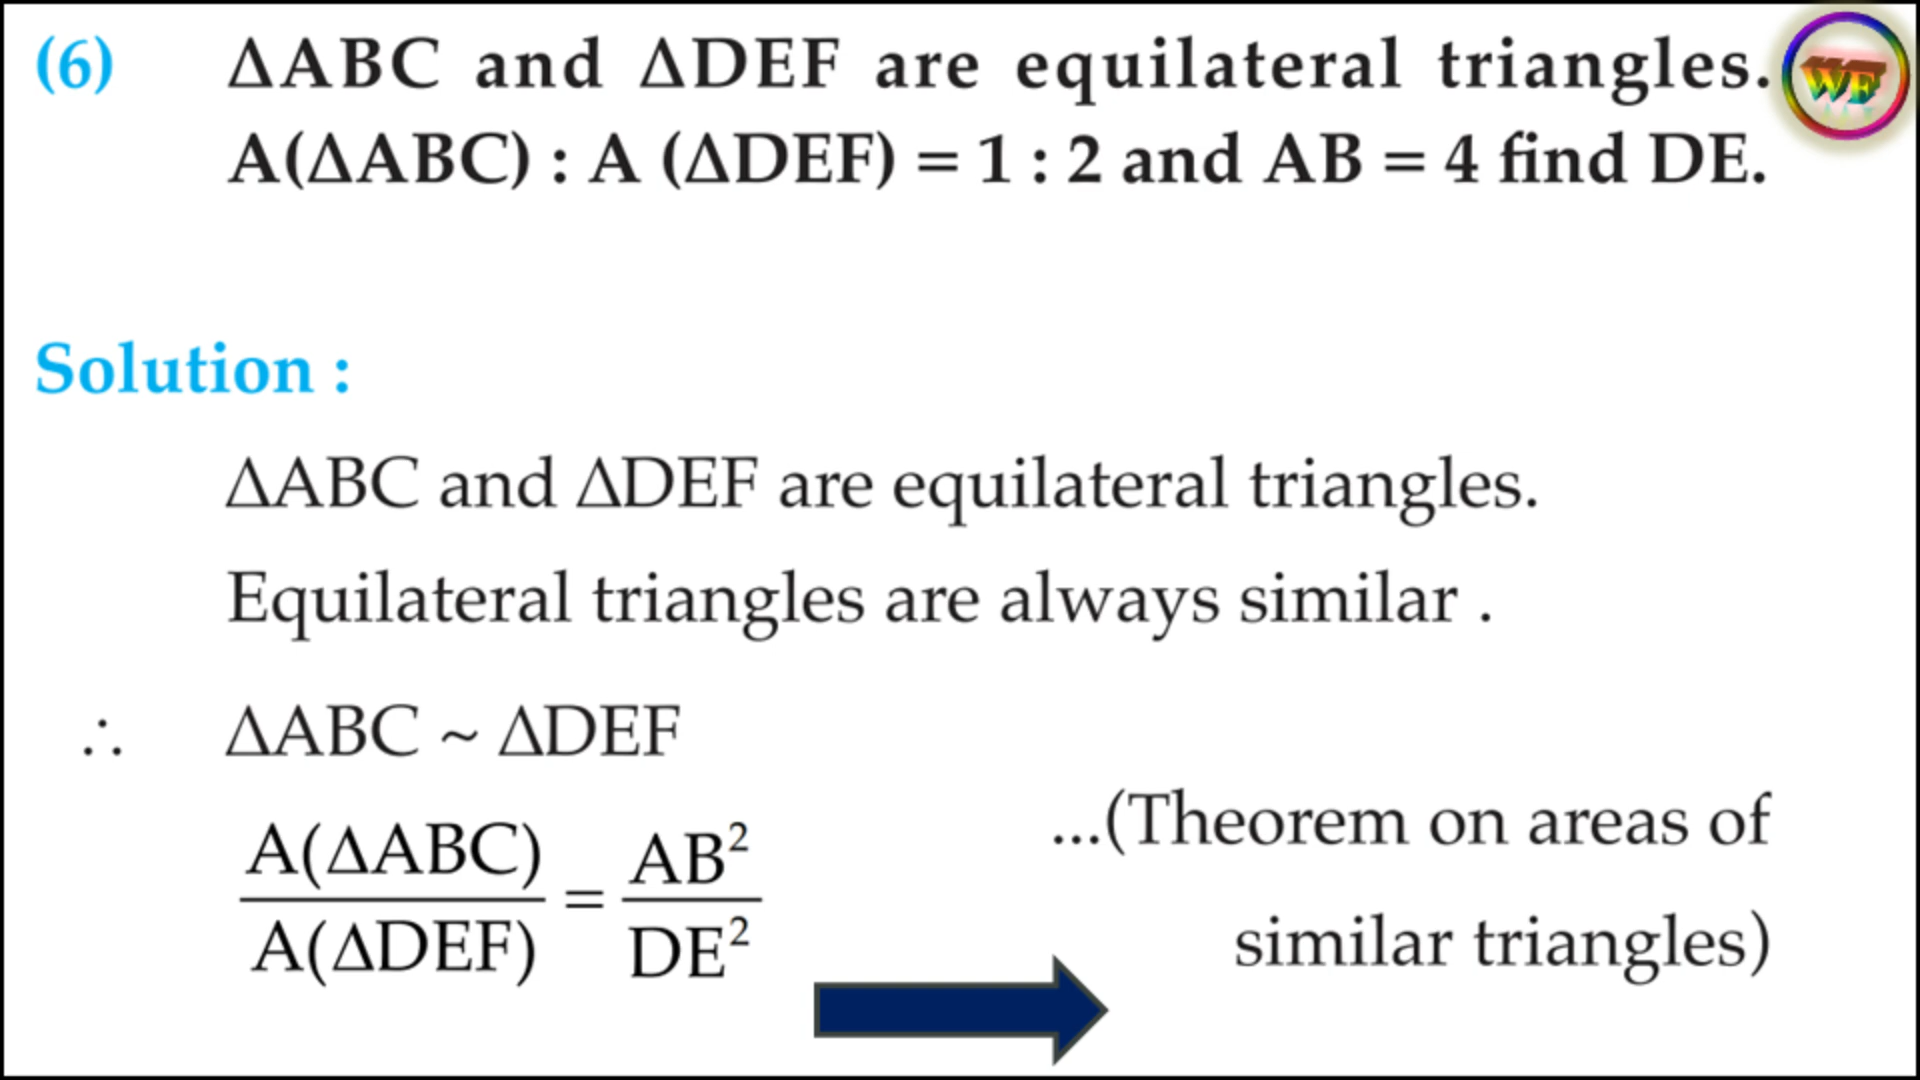 (6) ΔABC and ΔDEF are equilateral triangles.
A(ΔABC) : A (ΔDEF) = 1 : 2 and AB = 4 find DE.
WE
Solution :
ΔABC and ΔDEF are equilateral triangles.
Equilateral triangles are always similar .
∴ ΔABC ~ ΔDEF
A(ΔABC)/A(ΔDEF) = AB²/DE² ...(Theorem on areas of
similar triangles)